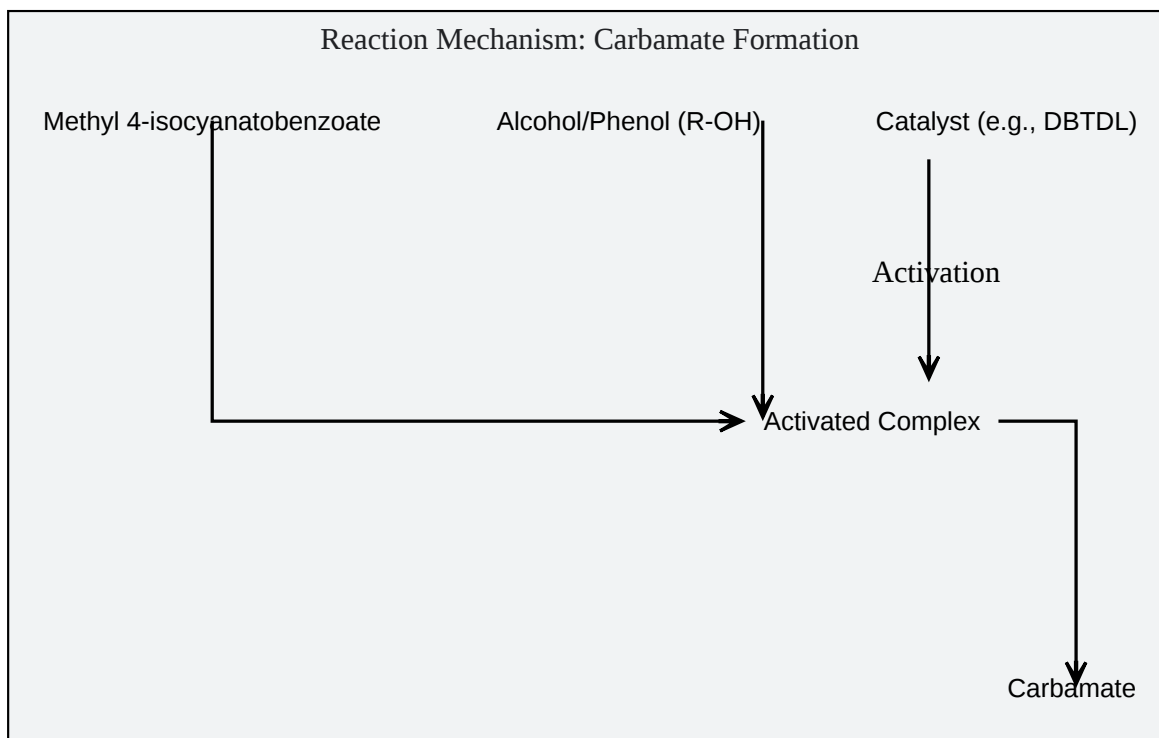 Reaction Mechanism: Carbamate Formation
Methyl 4-isocyanatobenzoate
Alcohol/Phenol (R-OH)
Catalyst (e.g., DBTDL)
Activation
Activated Complex
Carbamate